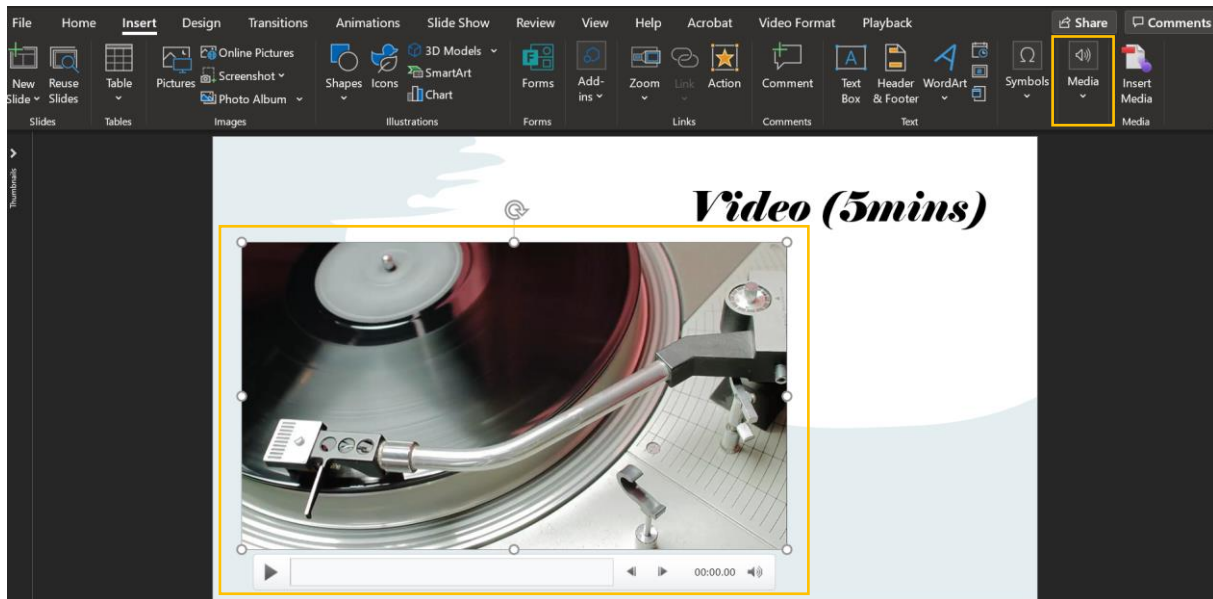 File Home Insert Design Transitions Animations Slide Show Review View Help Acrobat Video Format Playback Share Comments
New Slide
Reuse Slides
Table
Pictures
Online Pictures
Screenshot
Photo Album
Shapes
Icons
3D Models
SmartArt
Chart
Forms
Add-ins
Zoom
Link
Action
Comment
A
Text Box
Header & Footer
WordArt
Symbols
Media
Insert Media
Slides Tables Images Illustrations Forms Links Comments Text Media
Thumbnails
Video (5mins)
00:00.00